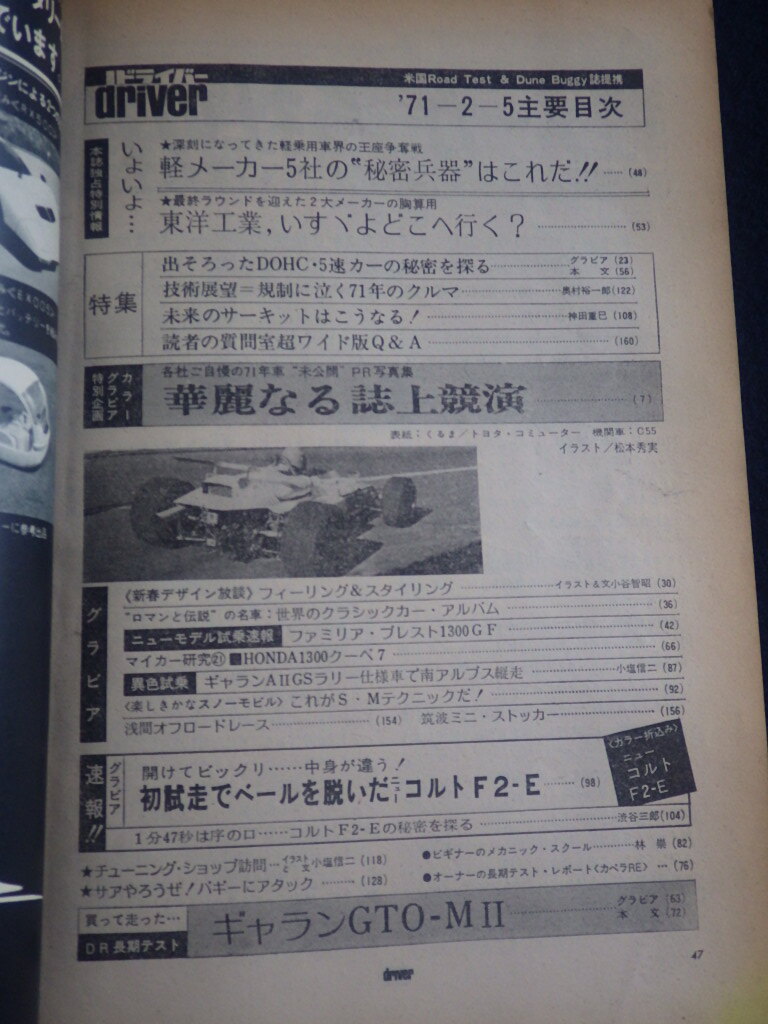 でいます
ドライバー
driver
米国Road Test & Dune Buggy誌提携
'71－2－5主要目次
本誌独占特別情報
いよいよ…
★深刻になってきた軽乗用車界の王座争奪戦
軽メーカー5社の“秘密兵器”はこれだ!! ……(48)
★最終ラウンドを迎えた2大メーカーの胸算用
東洋工業，いすゞよどこへ行く？ ……(53)
特集
出そろったDOHC・5速カーの秘密を探る ……グラビア(23)
本文(56)
技術展望＝規制に泣く71年のクルマ ……奥村裕一郎(122)
未来のサーキットはこうなる！ ……神田重巳(108)
読者の質問室超ワイド版Q＆A ……(160)
カラーグラビア特別企画
各社ご自慢の71年車“未公開”PR写真集
華麗なる誌上競演 ……(7)
表紙：くるま／トヨタ・コミューター 機関車：C55
イラスト／松本秀実
グラビア
〈新春デザイン放談〉フィーリング＆スタイリング ……イラスト＆文小谷智昭(30)
“ロマンと伝説”の名車：世界のクラシックカー・アルバム ……(36)
ニューモデル試乗速報 ファミリア・プレスト1300GF ……(42)
マイカー研究㉑■HONDA1300クーペ7 ……(66)
異色試乗 ギャランAIIGSラリー仕様車で南アルプス縦走 ……小塩信二(87)
〈楽しきかなスノーモビル〉これがS・Mテクニックだ！ ……(92)
浅間オフロードレース ……(154) 筑波ミニ・ストッカー ……(156)
速報!!
グラビア
開けてビックリ……中身が違う！
初試走でベールを脱いだニューコルトF2-E ……(98)
〈カラー折込み〉
ニュー
コルト
F2-E
1分47秒は序の口……コルトF2-Eの秘密を探る ……渋谷三郎(104)
★チューニング・ショップ訪問…イラストと文小塩信二(118)
●ビギナーのメカニック・スクール ……林 崇(82)
★サアやろうぜ！バギーにアタック ……(128)
●オーナーの長期テスト・レポート〈カペラRE〉 …(76)
買って走った…
DR長期テスト
ギャランGTO-MII ……グラビア(63)
本文(72)
47
driver